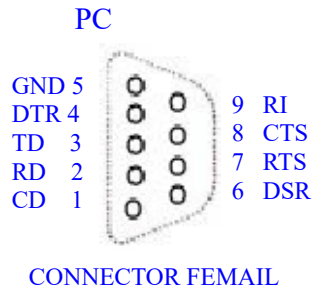 PC
GND 5
DTR 4
TD 3
RD 2
CD 1
9 RI
8 CTS
7 RTS
6 DSR
CONNECTOR FEMAIL